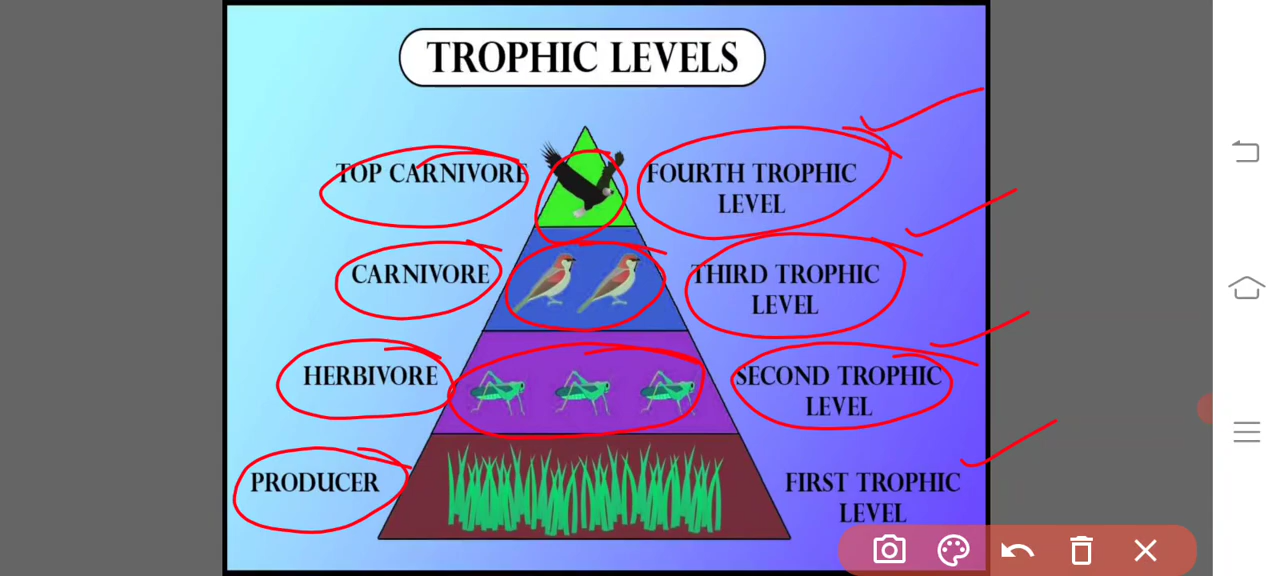 TROPHIC LEVELS
TOP CARNIVORE
FOURTH TROPHIC
LEVEL
CARNIVORE
THIRD TROPHIC
LEVEL
HERBIVORE
SECOND TROPHIC
LEVEL
PRODUCER
FIRST TROPHIC
LEVEL